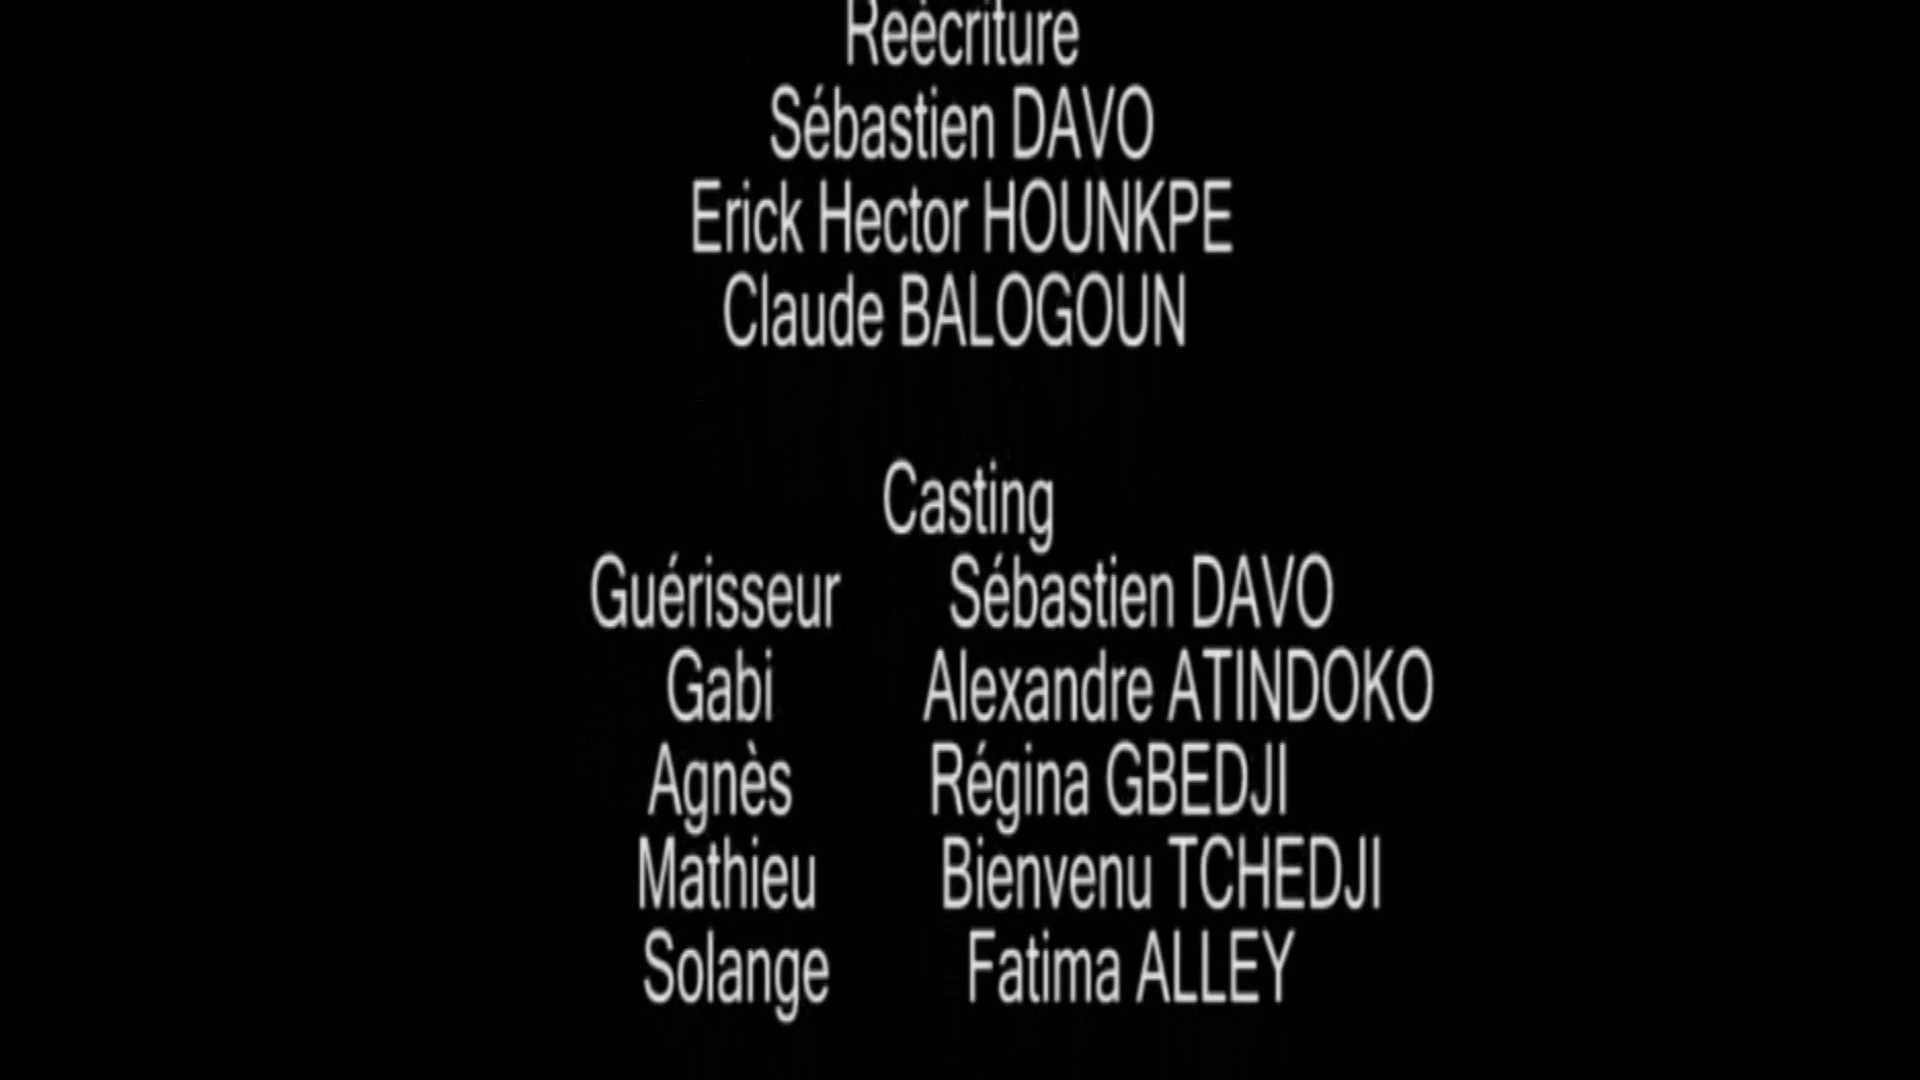 Reécriture
Sébastien DAVO
Erick Hector HOUNKPE
Claude BALOGOUN
Casting
Guérisseur Sébastien DAVO
Gabi Alexandre ATINDOKO
Agnès Régina GBEDJI
Mathieu Bienvenu TCHEDJI
Solange Fatima ALLEY